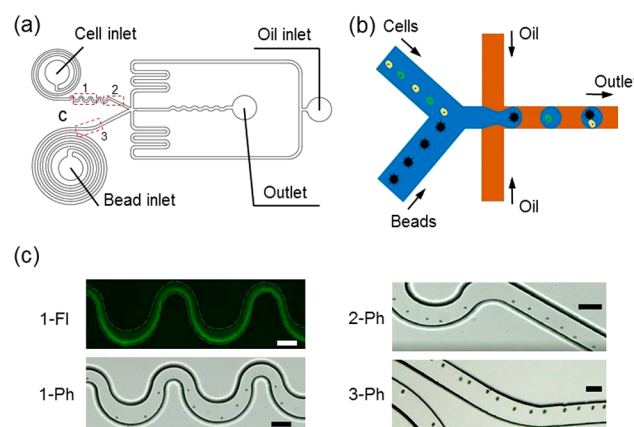 (a)
Cell inlet
Oil inlet
1
2
C
3
Bead inlet
Outlet
(b)
Cells
Oil
Outlet
Beads
Oil
(c)
1-Fl
2-Ph
1-Ph
3-Ph